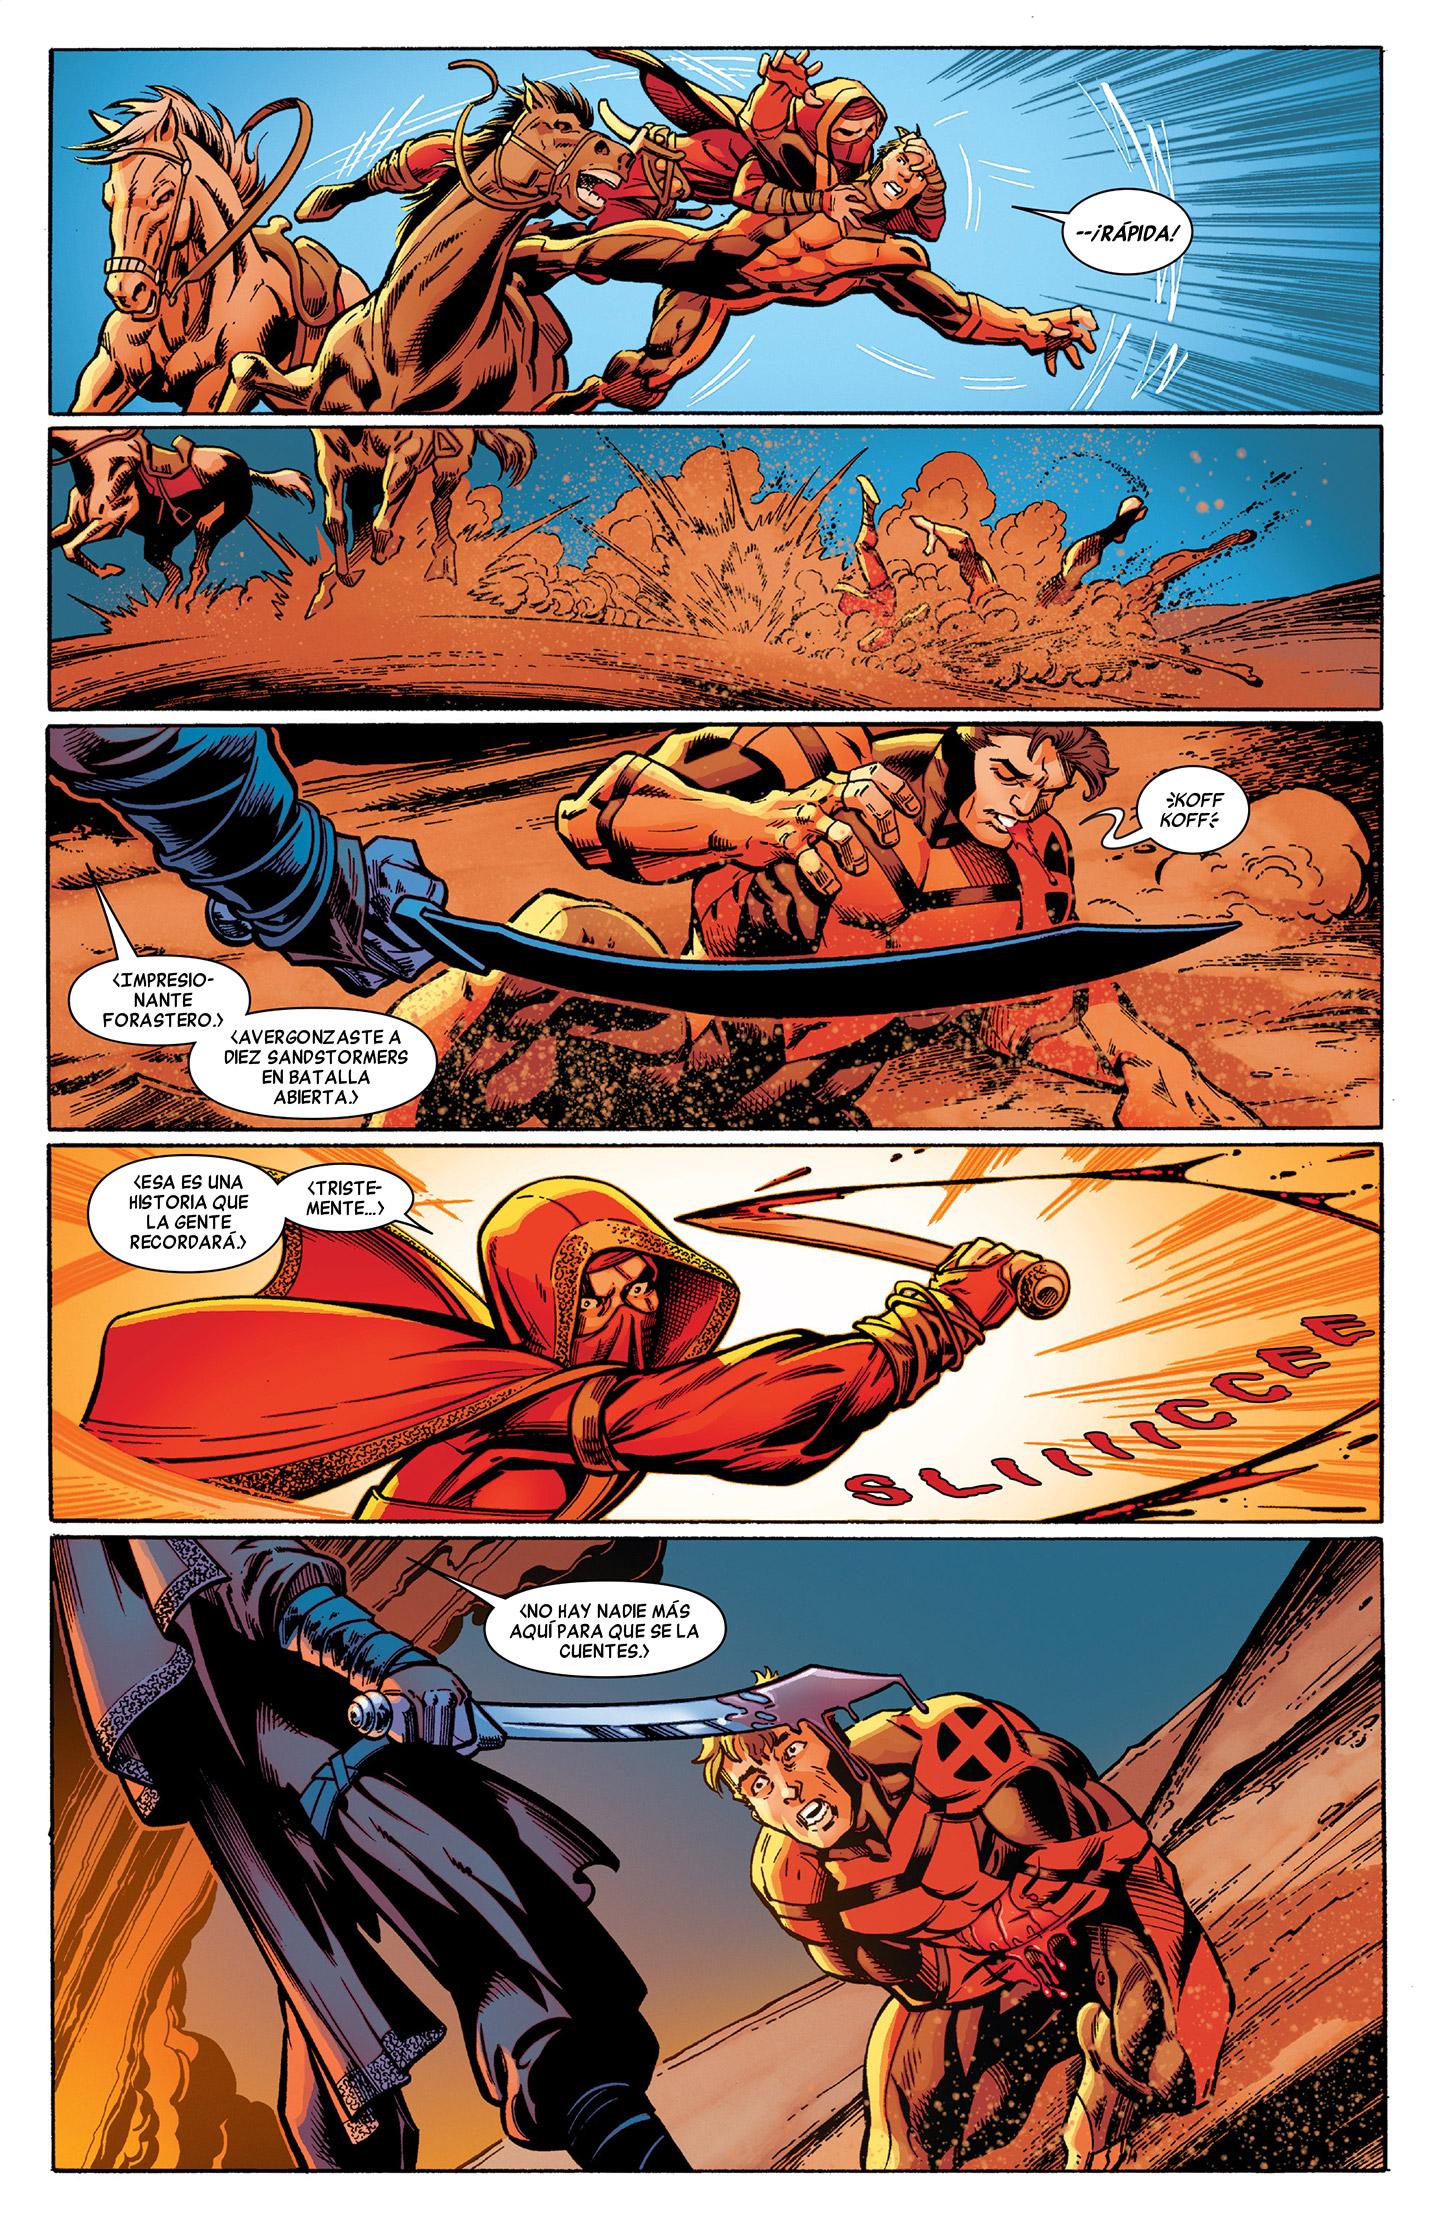 --¡RÁPIDA!
KOFF
KOFF
<IMPRESIO-
NANTE
FORASTERO.>
<AVERGONZASTE A
DIEZ SANDSTORMERS
EN BATALLA
ABIERTA.>
<ESA ES UNA
HISTORIA QUE
LA GENTE
RECORDARÁ.>
<TRISTE-
MENTE...>
SLIIIICCEE
<NO HAY NADIE MÁS
AQUÍ PARA QUE SE LA
CUENTES.>